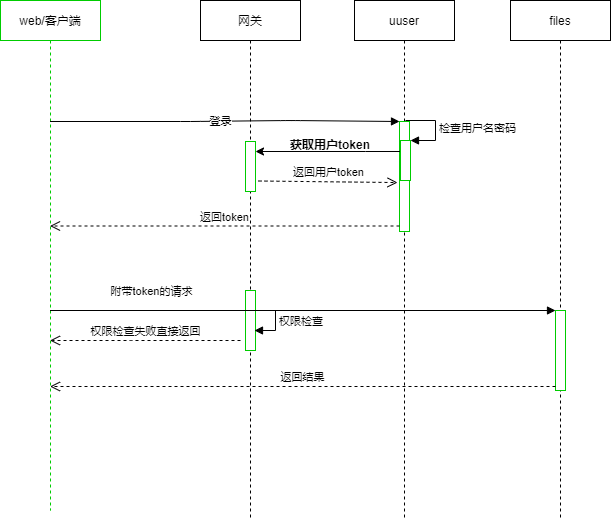 web/客户端
网关
uuser
files
登录
检查用户名密码
获取用户token
返回用户token
返回token
附带token的请求
权限检查
权限检查失败直接返回
返回结果